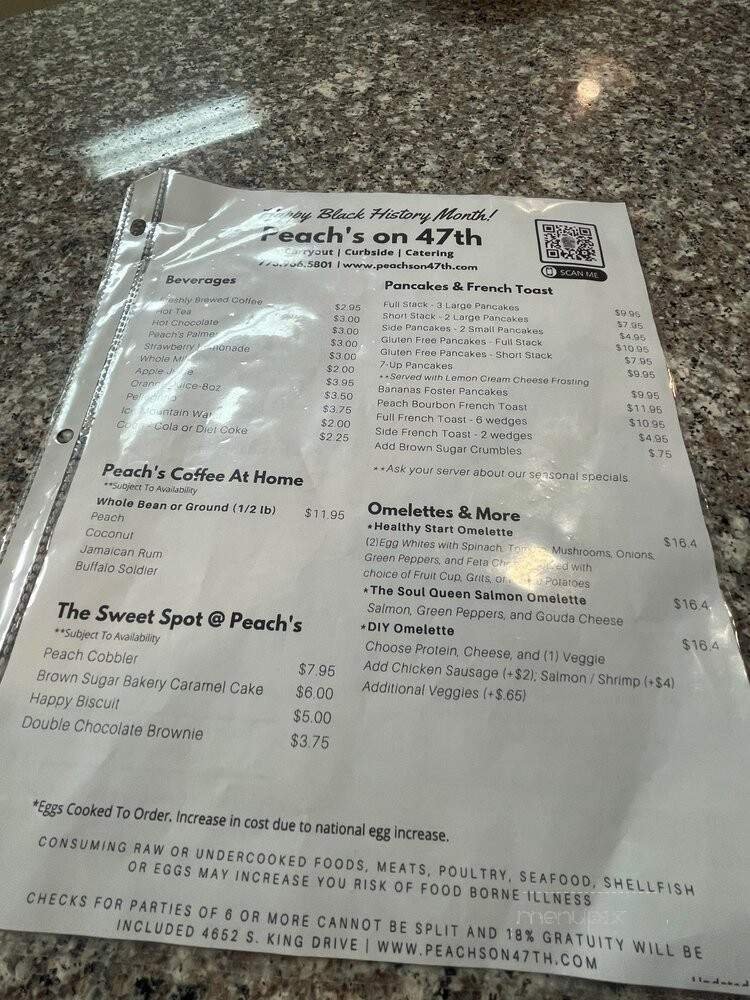 Happy Black History Month!
Peach's on 47th
Carryout | Curbside | Catering
5801 | www.peachson47th.com
SCAN ME
Beverages
Freshly Brewed Coffee $2.95
Hot Tea $3.00
Hot Chocolate $3.00
Peach's Palmer $3.00
Strawberry $3.00
Whole $2.00
Apple $3.95
$3.50
$3.75
Mountain $2.00
Cola or Diet Coke $2.25
Peach's Coffee At Home
**Subject To Availability
Whole Bean or Ground (1/2 lb) $11.95
Peach
Coconut
Jamaican Rum
Buffalo Soldier
The Sweet Spot @ Peach's
**Subject To Availability
Peach Cobbler $7.95
Brown Sugar Bakery Caramel Cake $6.00
Happy Biscuit $5.00
Double Chocolate Brownie $3.75
Pancakes & French Toast
Full Stack - 3 Large Pancakes $9.95
Short Stack - 2 Large Pancakes $7.95
Side Pancakes - 2 Small Pancakes $4.95
Gluten Free Pancakes - Full Stack $10.95
Gluten Free Pancakes - Short Stack $7.95
7-Up Pancakes $9.95
**Served with Lemon Cream Cheese Frosting
Bananas Foster Pancakes $9.95
Peach Bourbon French Toast $11.95
Full French Toast - 6 wedges $10.95
Side French Toast - 2 wedges $4.95
Add Brown Sugar Crumbles $.75
**Ask your server about our seasonal specials.
Omelettes & More
*Healthy Start Omelette $16.4
(2)Egg Whites with Spinach, Mushrooms, Onions,
Green Peppers, and Feta with
choice of Fruit Cup, Grits, or Potatoes
*The Soul Queen Salmon Omelette $16.4
Salmon, Green Peppers, and Gouda Cheese
*DIY Omelette $16.4
Choose Protein, Cheese, and (1) Veggie
Add Chicken Sausage (+$2); Salmon / Shrimp (+$4)
Additional Veggies (+$.65)
*Eggs Cooked To Order. Increase in cost due to national egg increase.
CONSUMING RAW OR UNDERCOOKED FOODS, MEATS, POULTRY, SEAFOOD, SHELLFISH
OR EGGS MAY INCREASE YOU RISK OF FOOD BORNE ILLNESS
menupix
CHECKS FOR PARTIES OF 6 OR MORE CANNOT BE SPLIT AND 18% GRATUITY WILL BE
INCLUDED 4652 S. KING DRIVE | WWW.PEACHSON47TH.COM